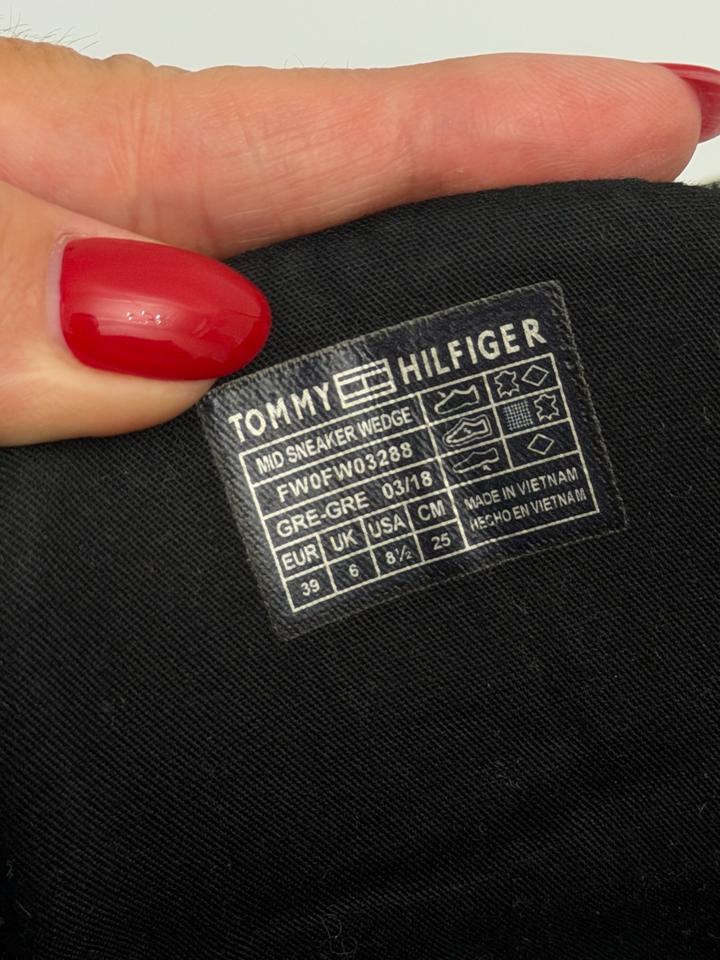 TOMMY HILFIGER
MID SNEAKER WEDGE
FW0FW03288
GRE-GRE 03/18
EUR UK USA CM
39 6 8½ 25
MADE IN VIETNAM
HECHO EN VIETNAM